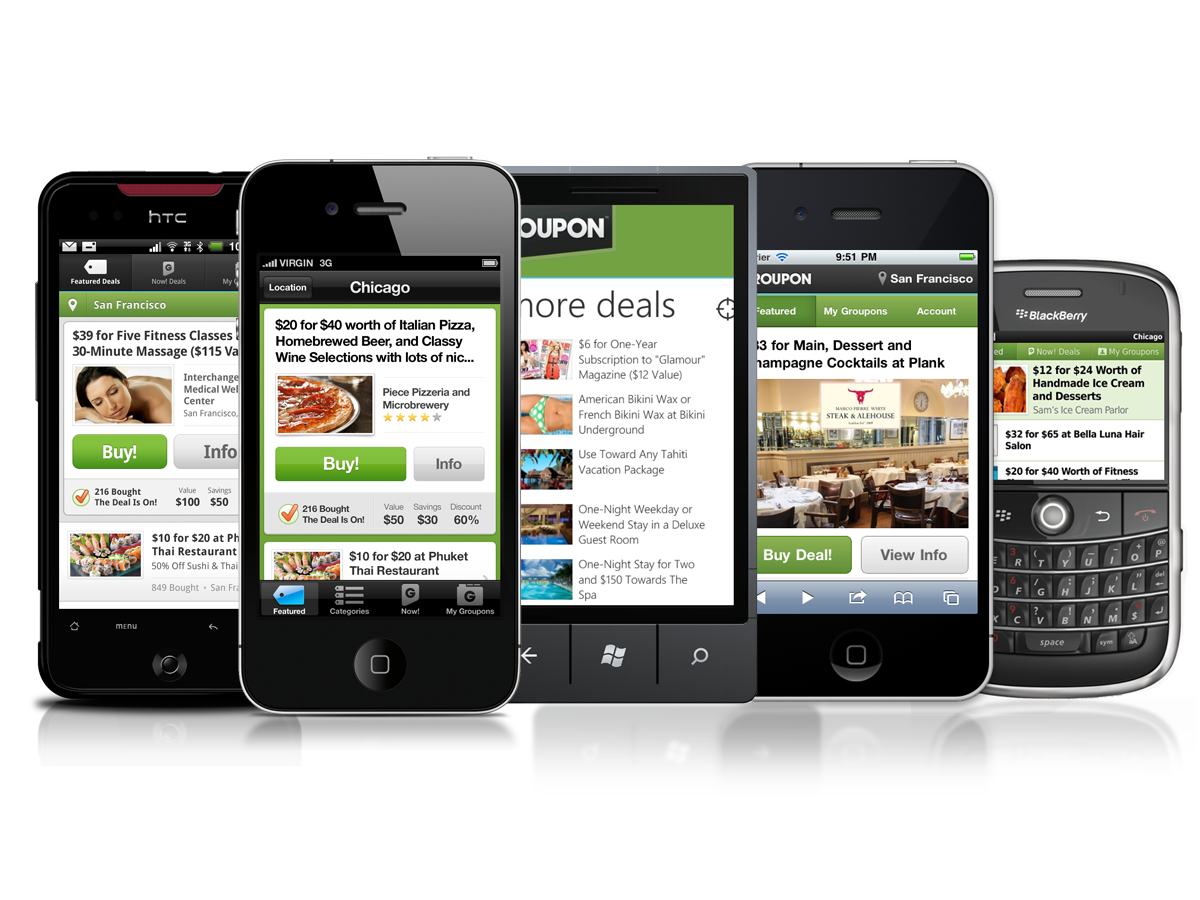 hTC
10
Featured Deals
Now! Deals
San Francisco
$39 for Five Fitness Classes
30-Minute Massage ($115 Va
Interchange
Medical Wel
Center
San Francisco,
Buy!
Info
216 Bought
The Deal Is On!
Value
$100
Savings
$50
$10 for $20 at Ph
Thai Restaurant
50% Off Sushi & Thai
849 Bought • San Fra
MENU
VIRGIN 3G
Location
Chicago
$20 for $40 worth of Italian Pizza,
Homebrewed Beer, and Classy
Wine Selections with lots of nic...
Piece Pizzeria and
Microbrewery
Buy!
Info
216 Bought
The Deal Is On!
Value
$50
Savings
$30
Discount
60%
$10 for $20 at Phuket
Thai Restaurant
Featured
Categories
Now!
My Groupons
OUPON™
more deals
$6 for One-Year
Subscription to "Glamour"
Magazine ($12 Value)
American Bikini Wax or
French Bikini Wax at Bikini
Underground
Use Toward Any Tahiti
Vacation Package
One-Night Weekday or
Weekend Stay in a Deluxe
Guest Room
One-Night Stay for Two
and $150 Towards The
Spa
rier
9:51 PM
ROUPON
San Francisco
Featured
My Groupons
Account
33 for Main, Dessert and
hampagne Cocktails at Plank
MARCO PIERRE WHITE
STEAK & ALEHOUSE
Buy Deal!
View Info
BlackBerry
Chicago
ed
Now! Deals
My Groupons
$12 for $24 Worth of
Handmade Ice Cream
and Desserts
Sam's Ice Cream Parlor
$32 for $65 at Bella Luna Hair
Salon
$20 for $40 Worth of Fitness
R T Y U I O P
F G H J K L del
C V B N M $
space
sym